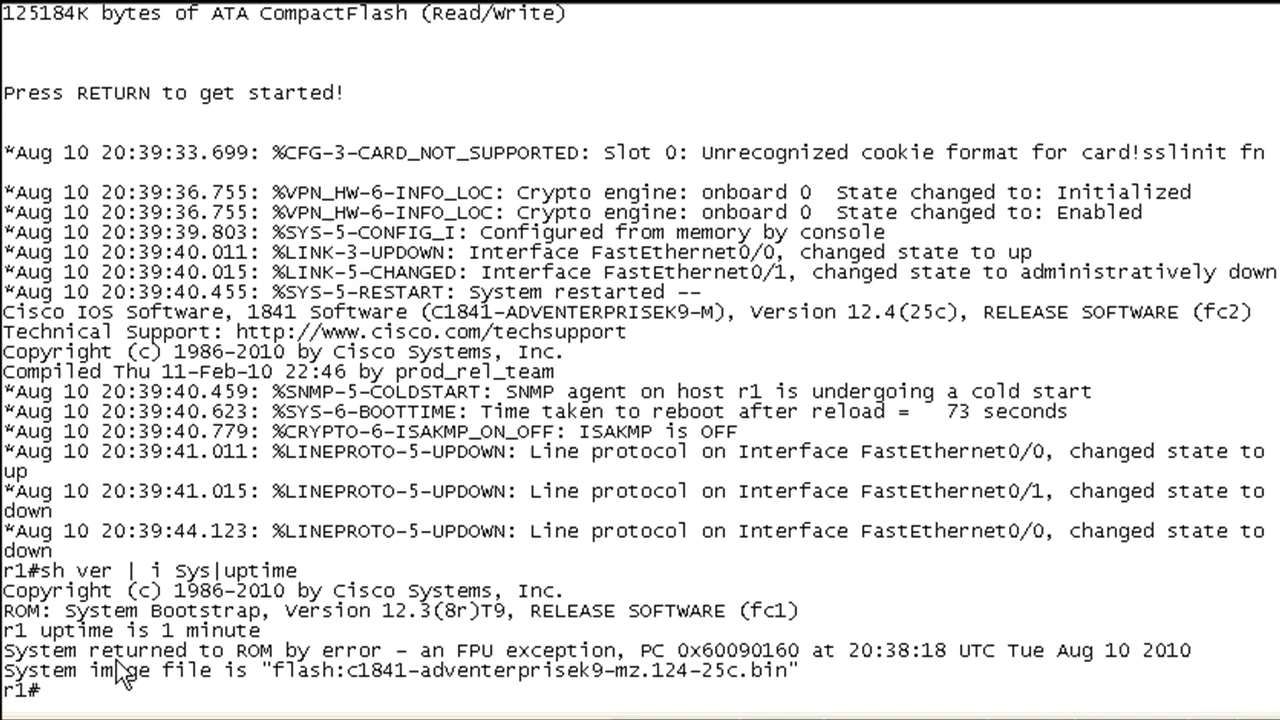 125184K bytes of ATA CompactFlash (Read/Write)
Press RETURN to get started!
*Aug 10 20:39:33.699: %CFG-3-CARD_NOT_SUPPORTED: Slot 0: Unrecognized cookie format for card!sslinit fn
*Aug 10 20:39:36.755: %VPN_HW-6-INFO_LOC: Crypto engine: onboard 0  State changed to: Initialized
*Aug 10 20:39:36.755: %VPN_HW-6-INFO_LOC: Crypto engine: onboard 0  State changed to: Enabled
*Aug 10 20:39:39.803: %SYS-5-CONFIG_I: Configured from memory by console
*Aug 10 20:39:40.011: %LINK-3-UPDOWN: Interface FastEthernet0/0, changed state to up
*Aug 10 20:39:40.015: %LINK-5-CHANGED: Interface FastEthernet0/1, changed state to administratively down
*Aug 10 20:39:40.455: %SYS-5-RESTART: System restarted --
Cisco IOS Software, 1841 Software (C1841-ADVENTERPRISEK9-M), Version 12.4(25c), RELEASE SOFTWARE (fc2)
Technical Support: http://www.cisco.com/techsupport
Copyright (c) 1986-2010 by Cisco Systems, Inc.
Compiled Thu 11-Feb-10 22:46 by prod_rel_team
*Aug 10 20:39:40.459: %SNMP-5-COLDSTART: SNMP agent on host r1 is undergoing a cold start
*Aug 10 20:39:40.623: %SYS-6-BOOTTIME: Time taken to reboot after reload =   73 seconds
*Aug 10 20:39:40.779: %CRYPTO-6-ISAKMP_ON_OFF: ISAKMP is OFF
*Aug 10 20:39:41.011: %LINEPROTO-5-UPDOWN: Line protocol on Interface FastEthernet0/0, changed state to
up
*Aug 10 20:39:41.015: %LINEPROTO-5-UPDOWN: Line protocol on Interface FastEthernet0/1, changed state to
down
*Aug 10 20:39:44.123: %LINEPROTO-5-UPDOWN: Line protocol on Interface FastEthernet0/0, changed state to
down
r1#sh ver | i Sys|uptime
Copyright (c) 1986-2010 by Cisco Systems, Inc.
ROM: System Bootstrap, Version 12.3(8r)T9, RELEASE SOFTWARE (fc1)
r1 uptime is 1 minute
System returned to ROM by error - an FPU exception, PC 0x60090160 at 20:38:18 UTC Tue Aug 10 2010
System image file is "flash:c1841-adventerprisek9-mz.124-25c.bin"
r1#